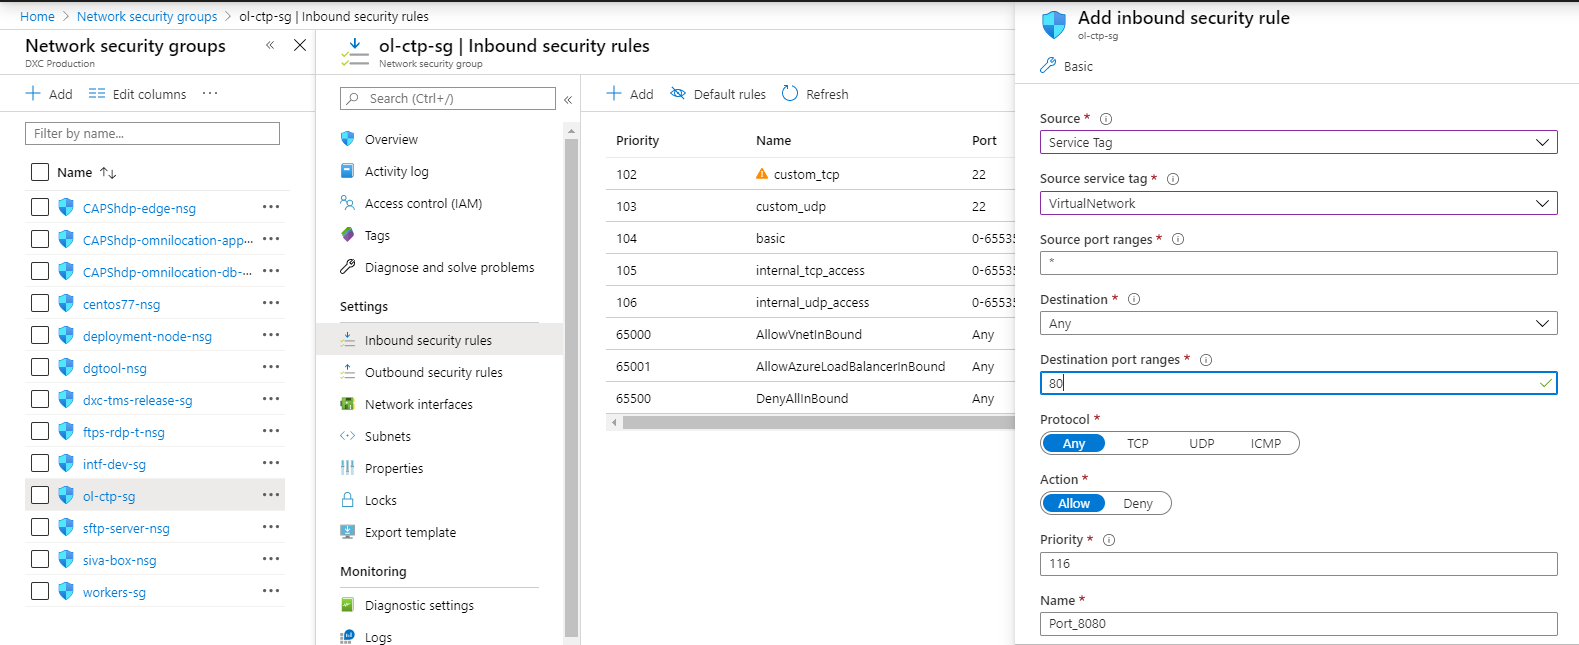 Home > Network security groups > ol-ctp-sg | Inbound security rules
Network security groups
DXC Production
Add Edit columns ...
Filter by name...
Name
CAPShdp-edge-nsg
CAPShdp-omnilocation-app...
CAPShdp-omnilocation-db-...
centos77-nsg
deployment-node-nsg
dgtool-nsg
dxc-tms-release-sg
ftps-rdp-t-nsg
intf-dev-sg
ol-ctp-sg
sftp-server-nsg
siva-box-nsg
workers-sg
ol-ctp-sg | Inbound security rules
Network security group
Search (Ctrl+/)
Overview
Activity log
Access control (IAM)
Tags
Diagnose and solve problems
Settings
Inbound security rules
Outbound security rules
Network interfaces
Subnets
Properties
Locks
Export template
Monitoring
Diagnostic settings
Logs
Add Default rules Refresh
Priority Name Port
102 custom_tcp 22
103 custom_udp 22
104 basic 0-65535
105 internal_tcp_access 0-65535
106 internal_udp_access 0-65535
65000 AllowVnetInBound Any
65001 AllowAzureLoadBalancerInBound Any
65500 DenyAllInBound Any
Add inbound security rule
ol-ctp-sg
Basic
Source *
Service Tag
Source service tag *
VirtualNetwork
Source port ranges *
*
Destination *
Any
Destination port ranges *
80
Protocol *
Any TCP UDP ICMP
Action *
Allow Deny
Priority *
116
Name *
Port_8080